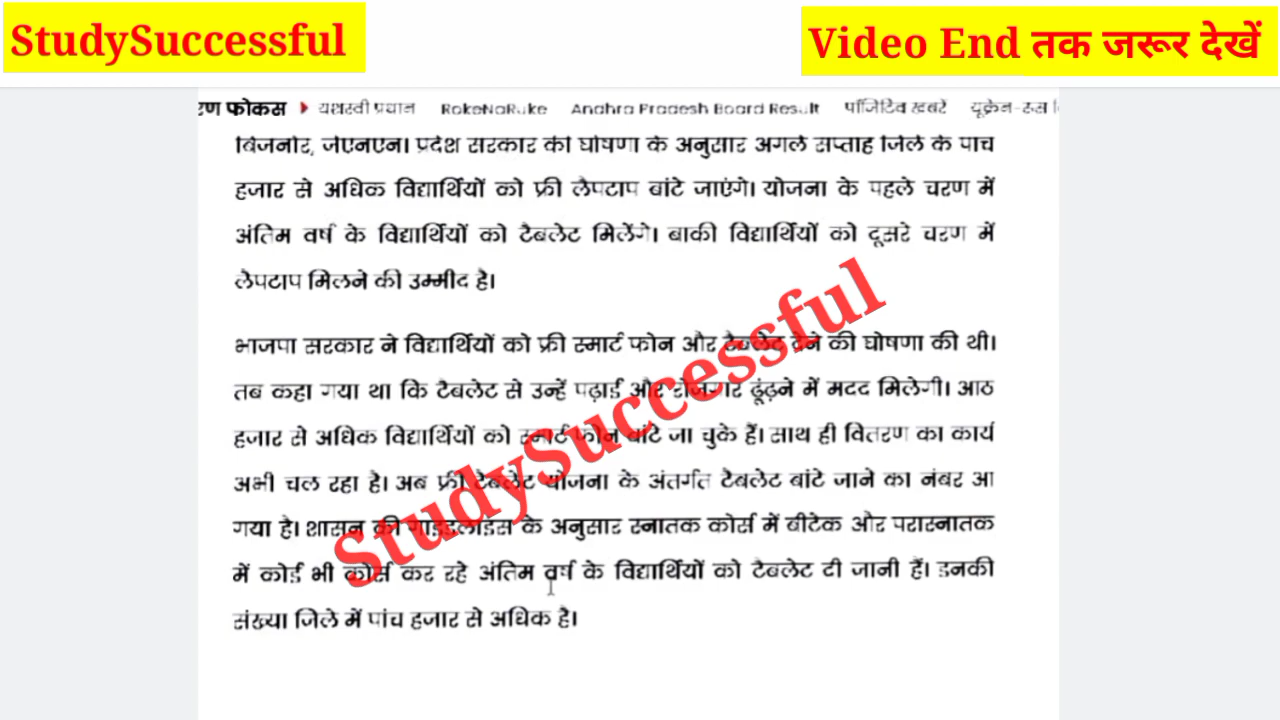 StudySuccessful
Video End तक जरूर देखें
रण फोकस यशस्वी प्रधान RokeNaRuke Andhra Pradesh Board Result पॉजिटिव खबरें यूक्रेन-रूस
बिजनौर, जेएनएन। प्रदेश सरकार की घोषणा के अनुसार अगले सप्ताह जिले के पांच
हजार से अधिक विद्यार्थियों को फ्री लैपटाप बांटे जाएंगे। योजना के पहले चरण में
अंतिम वर्ष के विद्यार्थियों को टैबलेट मिलेंगे। बाकी विद्यार्थियों को दूसरे चरण में
लैपटाप मिलने की उम्मीद है।
भाजपा सरकार ने विद्यार्थियों को फ्री स्मार्ट फोन और टैबलेट देने की घोषणा की थी।
तब कहा गया था कि टैबलेट से उन्हें पढ़ाई और रोजगार ढूंढ़ने में मदद मिलेगी। आठ
हजार से अधिक विद्यार्थियों को स्मार्ट फोन बांटे जा चुके हैं। साथ ही वितरण का कार्य
अभी चल रहा है। अब फ्री टैबलेट योजना के अंतर्गत टैबलेट बांटे जाने का नंबर आ
गया है। शासन की गाइडलाइंस के अनुसार स्नातक कोर्स में बीटेक और परास्नातक
में कोई भी कोर्स कर रहे अंतिम वर्ष के विद्यार्थियों को टैबलेट दी जानी हैं। इनकी
संख्या जिले में पांच हजार से अधिक है।
StudySuccessful